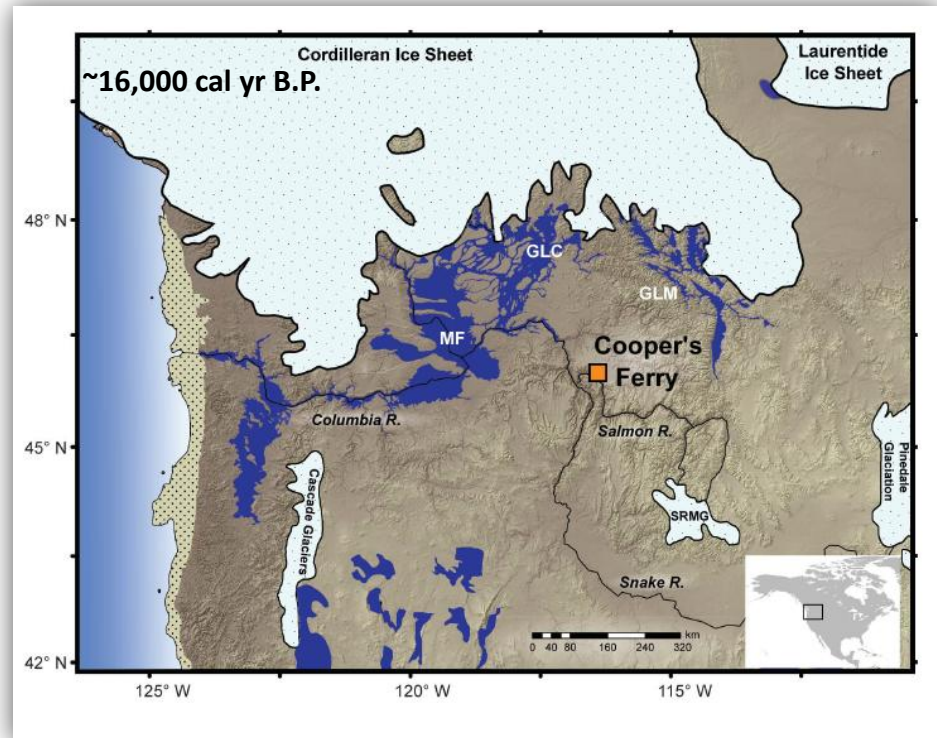 Cordilleran Ice Sheet
Laurentide
Ice Sheet
~16,000 cal yr B.P.
48° N
GLC
GLM
MF
Cooper's
Ferry
Columbia R.
Salmon R.
45° N
Cascade Glaciers
Pinedale
Glaciation
SRMG
Snake R.
km
0 40 80 160 240 320
42° N
125° W
120° W
115° W